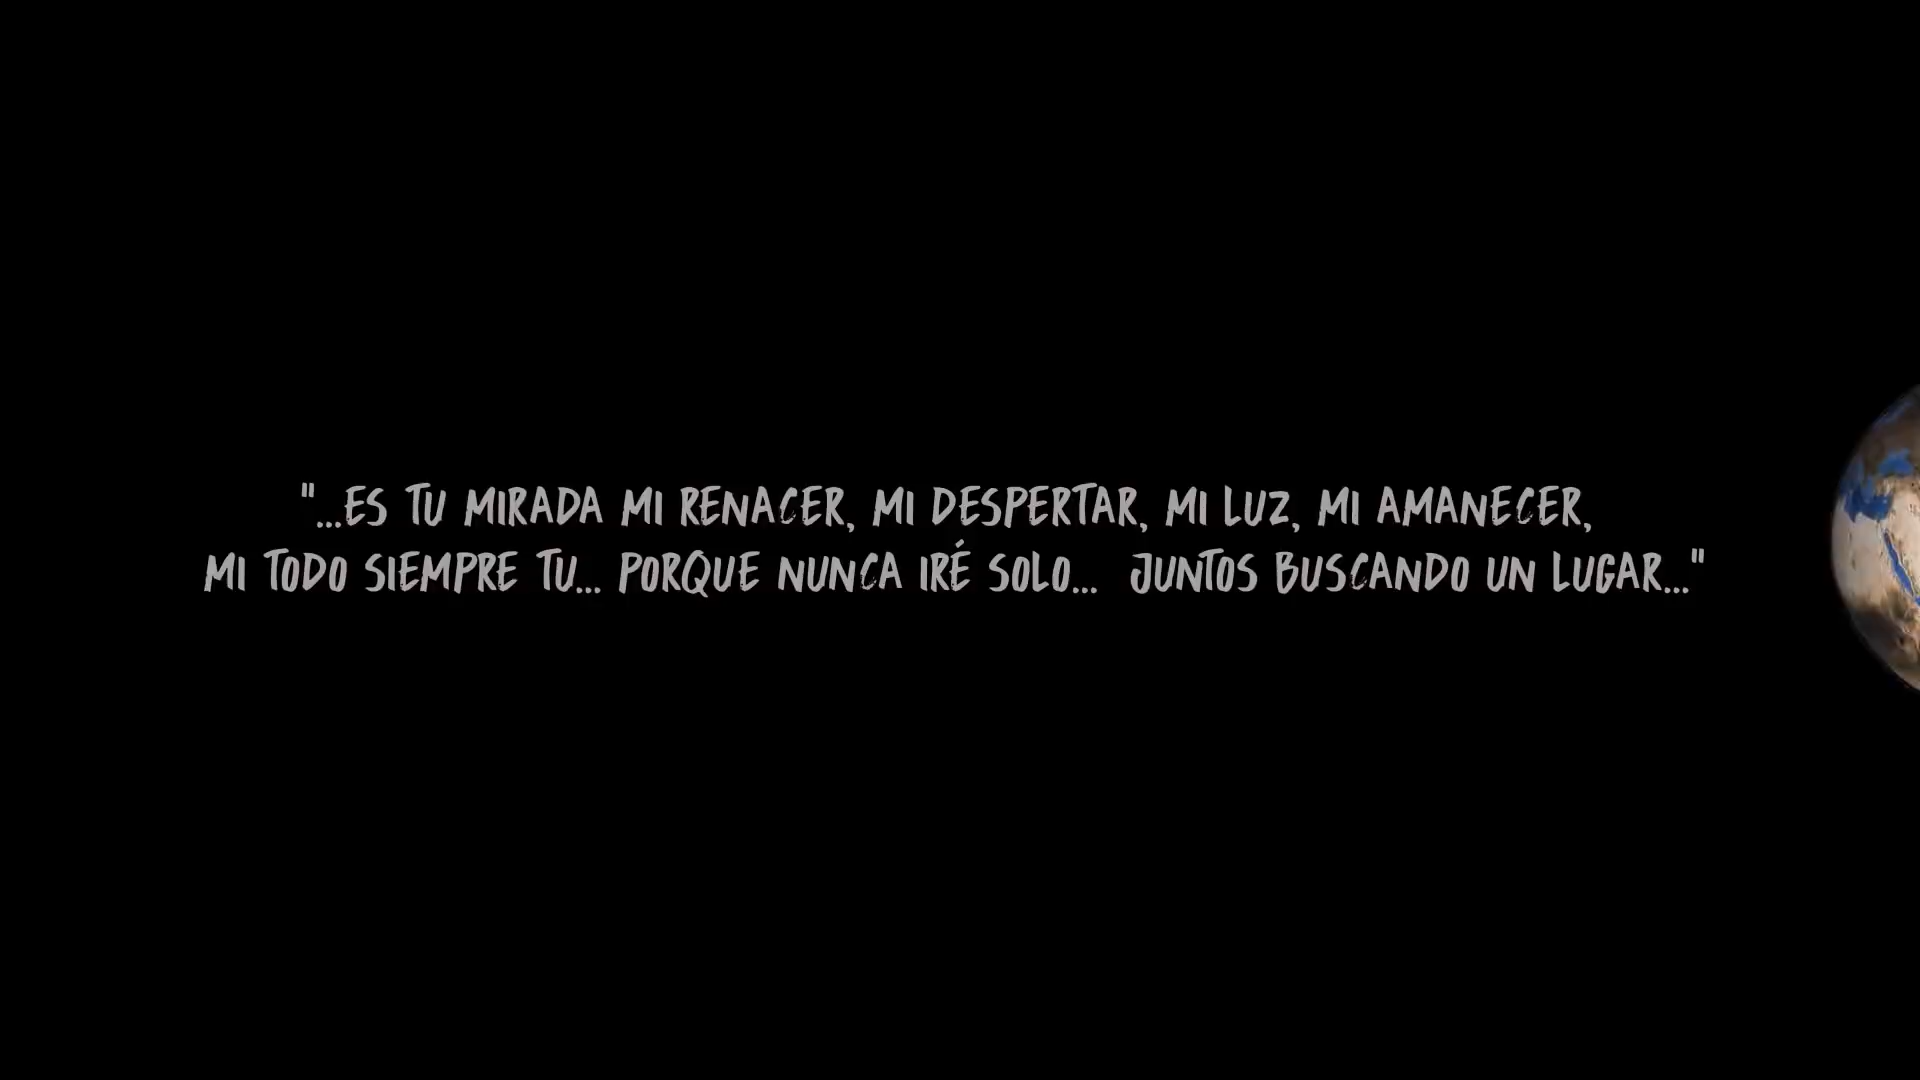 "...ES TU MIRADA MI RENACER, MI DESPERTAR, MI LUZ, MI AMANECER,
MI TODO SIEMPRE TU... PORQUE NUNCA IRÉ SOLO... JUNTOS BUSCANDO UN LUGAR..."